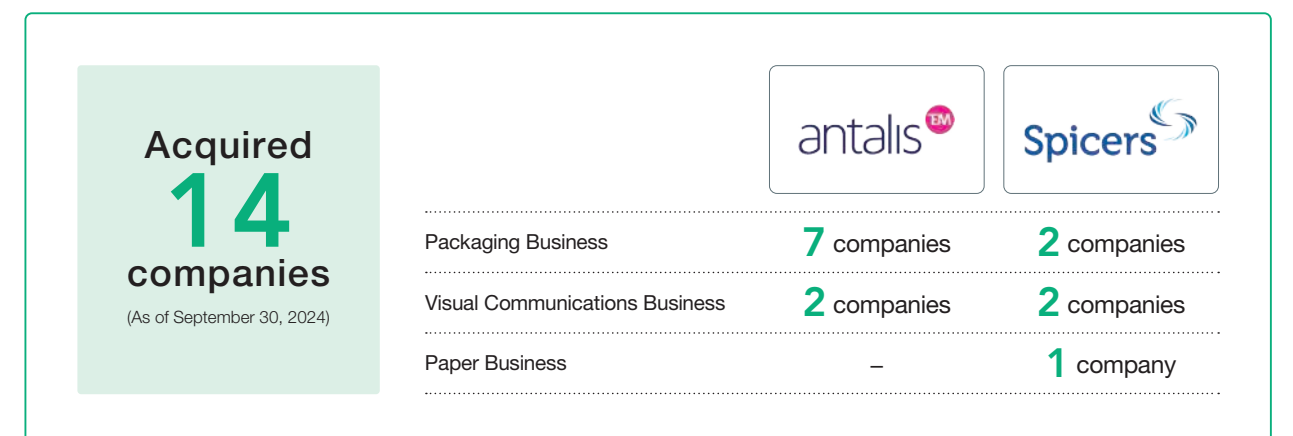 Acquired
14
companies
(As of September 30, 2024)
antalis TM
Spicers
Packaging Business 7 companies 2 companies
Visual Communications Business 2 companies 2 companies
Paper Business – 1 company